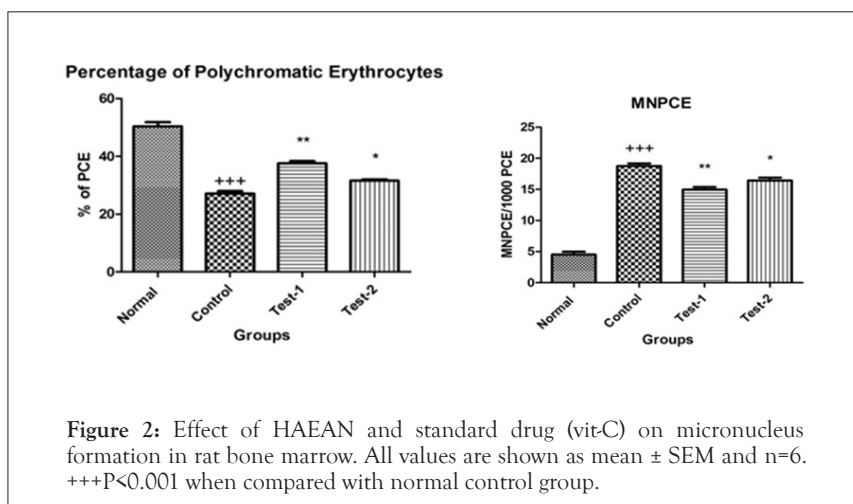 Percentage of Polychromatic Erythrocytes
60
40
20
0
% of PCE
+++
**
*
Normal
Control
Test-1
Test-2
Groups
MNPCE
25
20
15
10
5
0
MNPCE/1000 PCE
+++
**
*
Normal
Control
Test-1
Test-2
Groups
Figure 2: Effect of HAEAN and standard drug (vit-C) on micronucleus
formation in rat bone marrow. All values are shown as mean ± SEM and n=6.
+++P<0.001 when compared with normal control group.